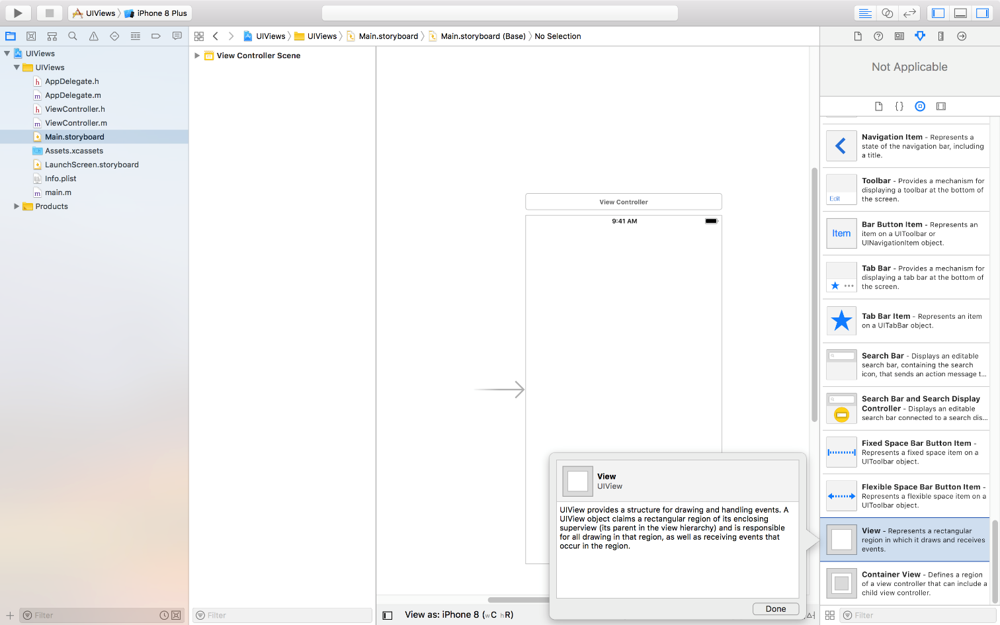 UIViews
iPhone 8 Plus
UIViews
UIViews
Main.storyboard
Main.storyboard (Base)
No Selection
UIViews
UIViews
h AppDelegate.h
m AppDelegate.m
h ViewController.h
m ViewController.m
Main.storyboard
Assets.xcassets
LaunchScreen.storyboard
Info.plist
m main.m
Products
Filter
View Controller Scene
Filter
View Controller
9:41 AM
View
UIView
UIView provides a structure for drawing and handling events. A
UIView object claims a rectangular region of its enclosing
superview (its parent in the view hierarchy) and is responsible
for all drawing in that region, as well as receiving events that
occur in the region.
Done
View as: iPhone 8 (wC hR)
Not Applicable
Navigation Item - Represents a
state of the navigation bar, including
a title.
Edit
Toolbar - Provides a mechanism for
displaying a toolbar at the bottom of
the screen.
Item
Bar Button Item - Represents an
item on a UIToolbar or
UINavigationItem object.
Tab Bar - Provides a mechanism for
displaying a tab bar at the bottom of
the screen.
Tab Bar Item - Represents an item
on a UITabBar object.
Search Bar - Displays an editable
search bar, containing the search
icon, that sends an action message t...
Search Bar and Search Display
Controller - Displays an editable
search bar connected to a search dis...
Fixed Space Bar Button Item -
Represents a fixed space item on a
UIToolbar object.
Flexible Space Bar Button Item -
Represents a flexible space item on a
UIToolbar object.
View - Represents a rectangular
region in which it draws and receives
events.
Container View - Defines a region
of a view controller that can include a
child view controller.
Filter